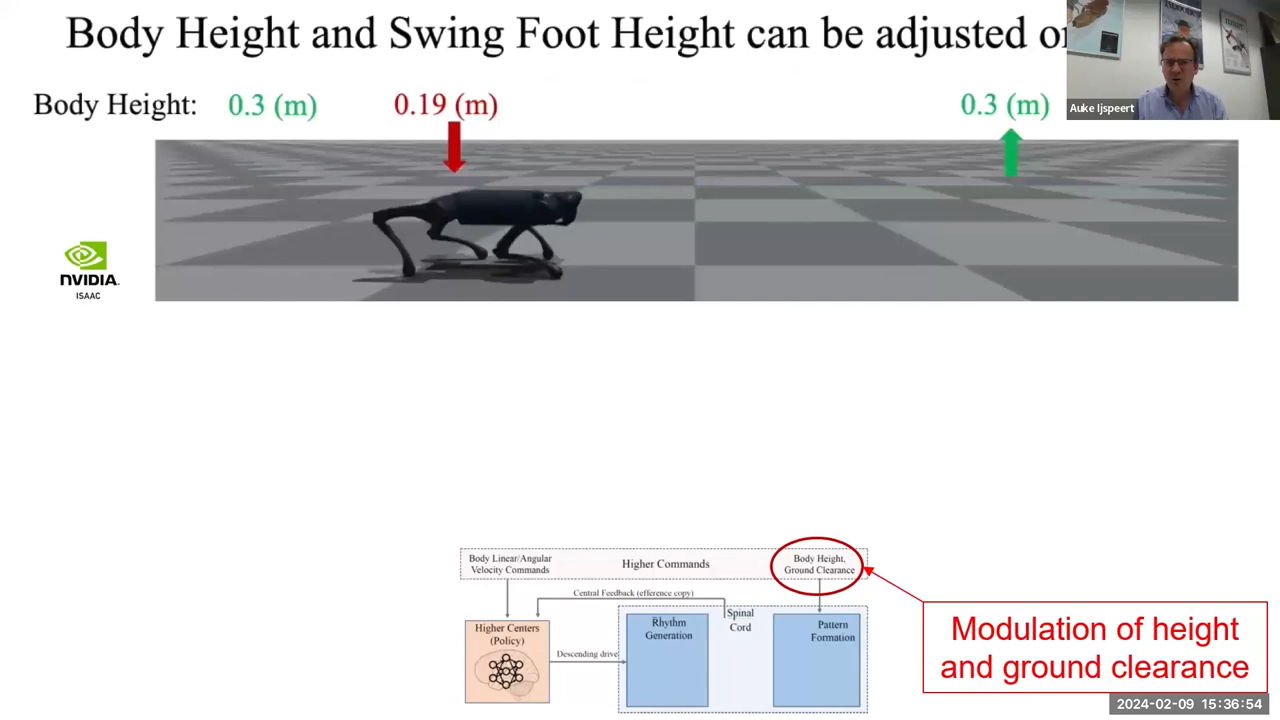 Body Height and Swing Foot Height can be adjusted
Auke Ijspeert
Body Height: 0.3 (m) 0.19 (m) 0.3 (m)
NVIDIA.
ISAAC
Body Linear/Angular
Velocity Commands
Higher Commands
Body Height,
Ground Clearance
Central Feedback (efference copy)
Higher Centers
(Policy)
Descending drive
Rhythm
Generation
Spinal
Cord
Pattern
Formation
Modulation of height
and ground clearance
2024-02-09 15:36:54